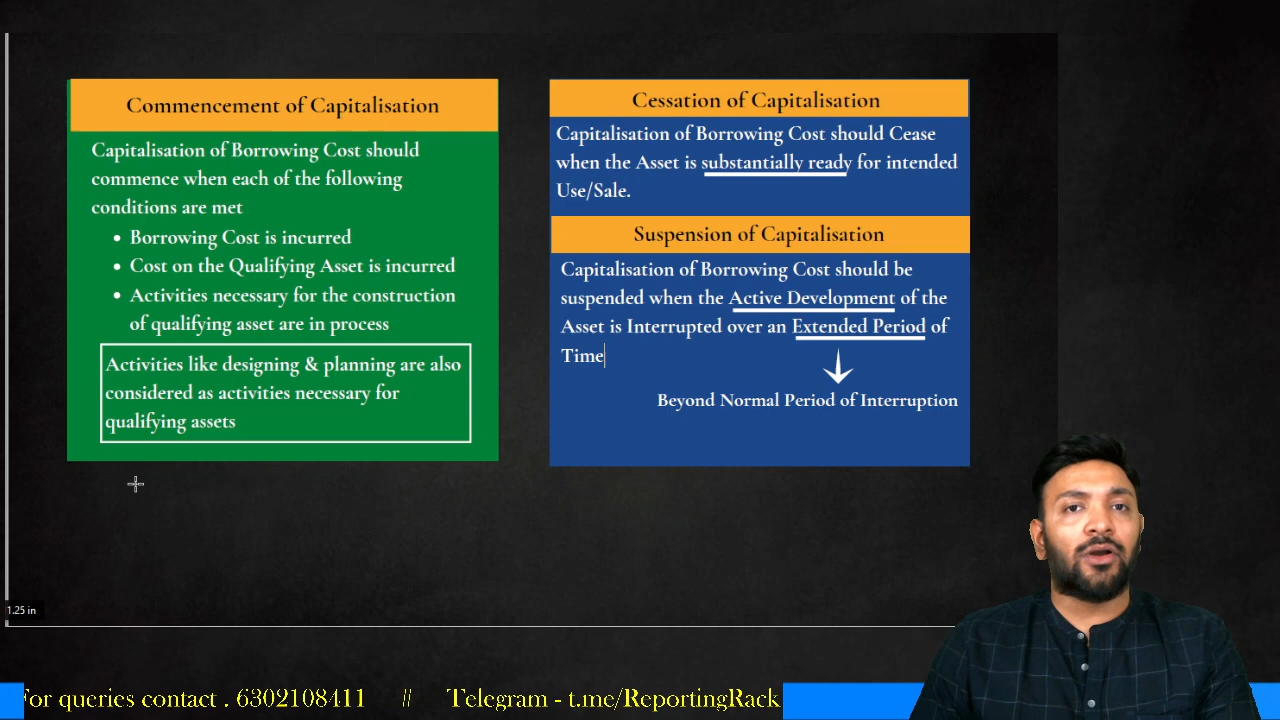 Commencement of Capitalisation
Capitalisation of Borrowing Cost should
commence when each of the following
conditions are met
• Borrowing Cost is incurred
• Cost on the Qualifying Asset is incurred
• Activities necessary for the construction
of qualifying asset are in process
Activities like designing & planning are also
considered as activities necessary for
qualifying assets
Cessation of Capitalisation
Capitalisation of Borrowing Cost should Cease
when the Asset is substantially ready for intended
Use/Sale.
Suspension of Capitalisation
Capitalisation of Borrowing Cost should be
suspended when the Active Development of the
Asset is Interrupted over an Extended Period of
Time
Beyond Normal Period of Interruption
1.25 in
For queries contact . 6302108411 # Telegram - t.me/ReportingRack